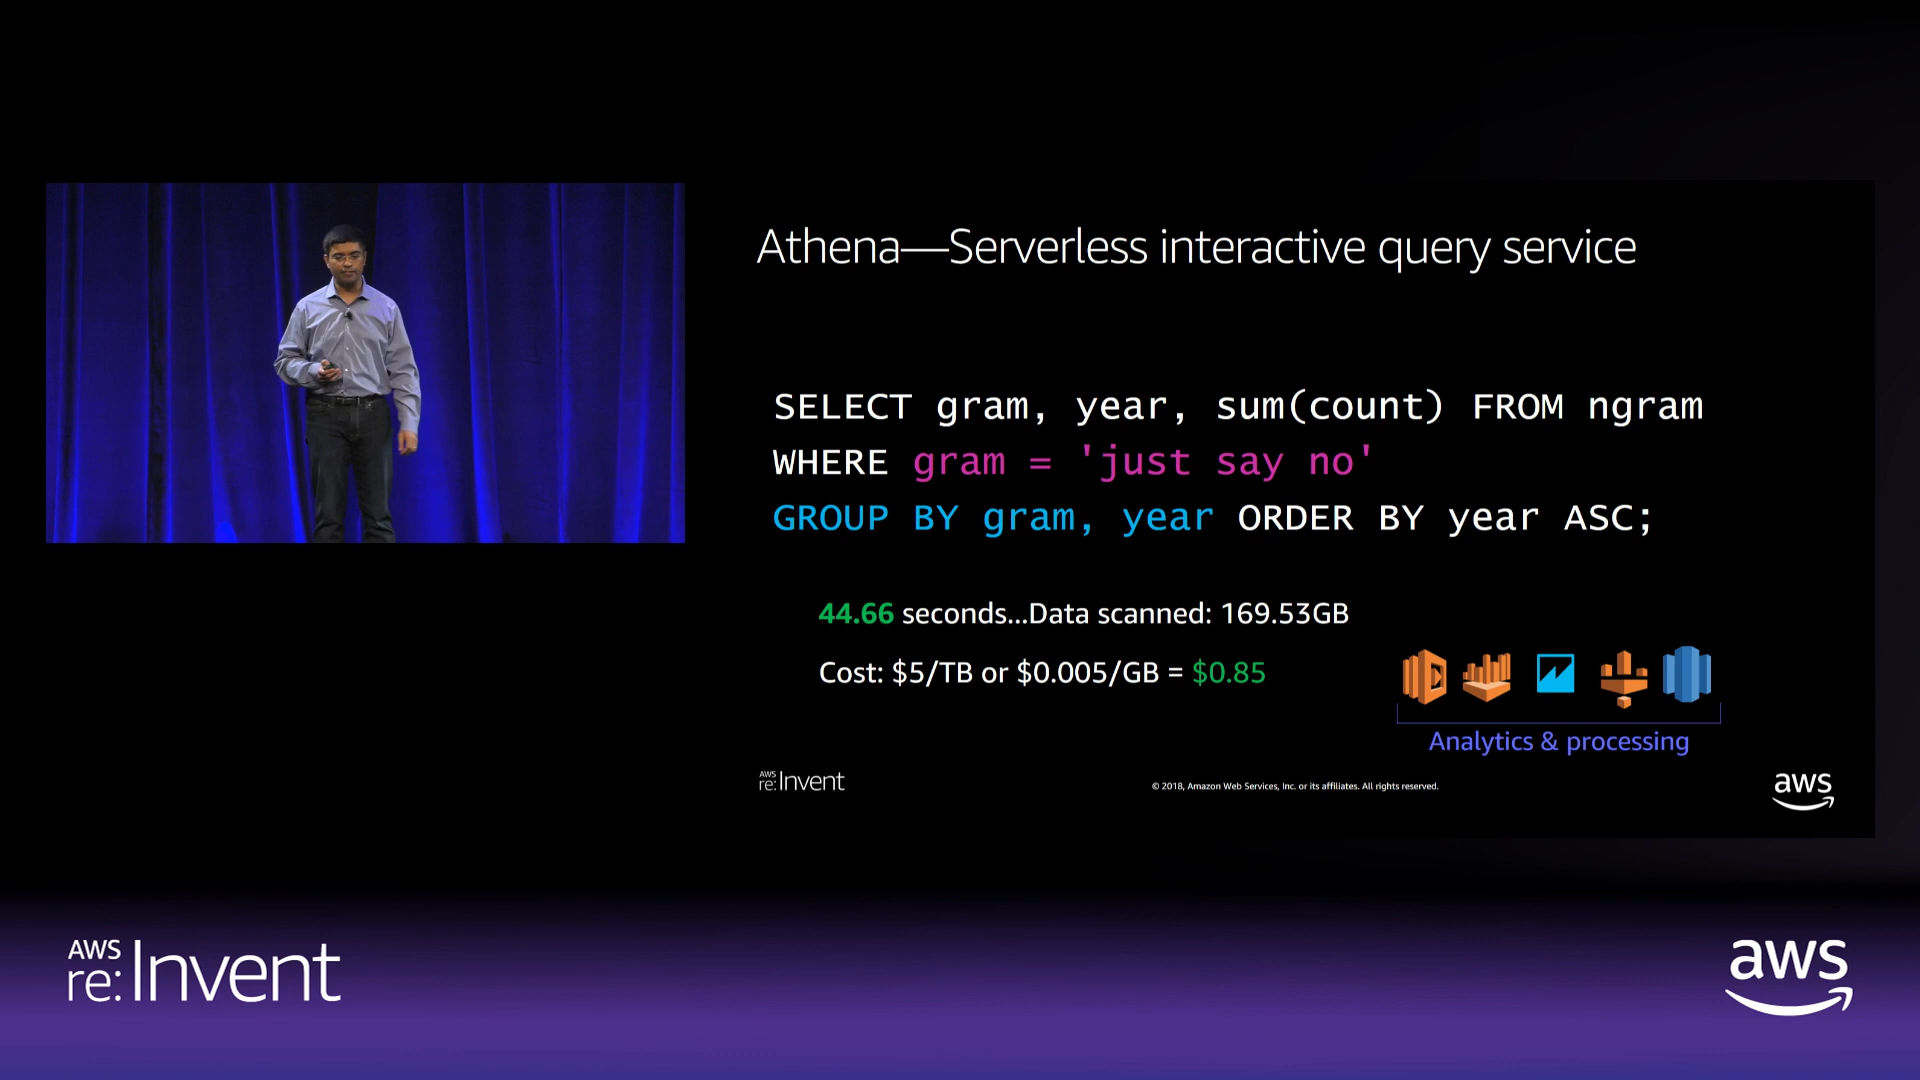 Athena—Serverless interactive query service
SELECT gram, year, sum(count) FROM ngram
WHERE gram = 'just say no'
GROUP BY gram, year ORDER BY year ASC;
44.66 seconds...Data scanned: 169.53GB
Cost: $5/TB or $0.005/GB = $0.85
Analytics & processing
AWS
re:Invent
© 2018, Amazon Web Services, Inc. or its affiliates. All rights reserved.
aws
AWS
re:Invent
aws